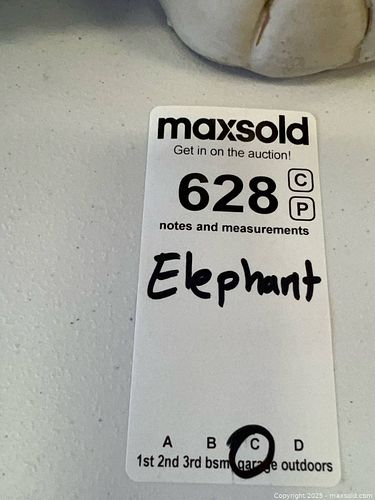 maxsold
Get in on the auction!
628 C
P
notes and measurements
Elephant
A B C D
1st 2nd 3rd bsm garage outdoors
Copyright 2025 - maxsold.com